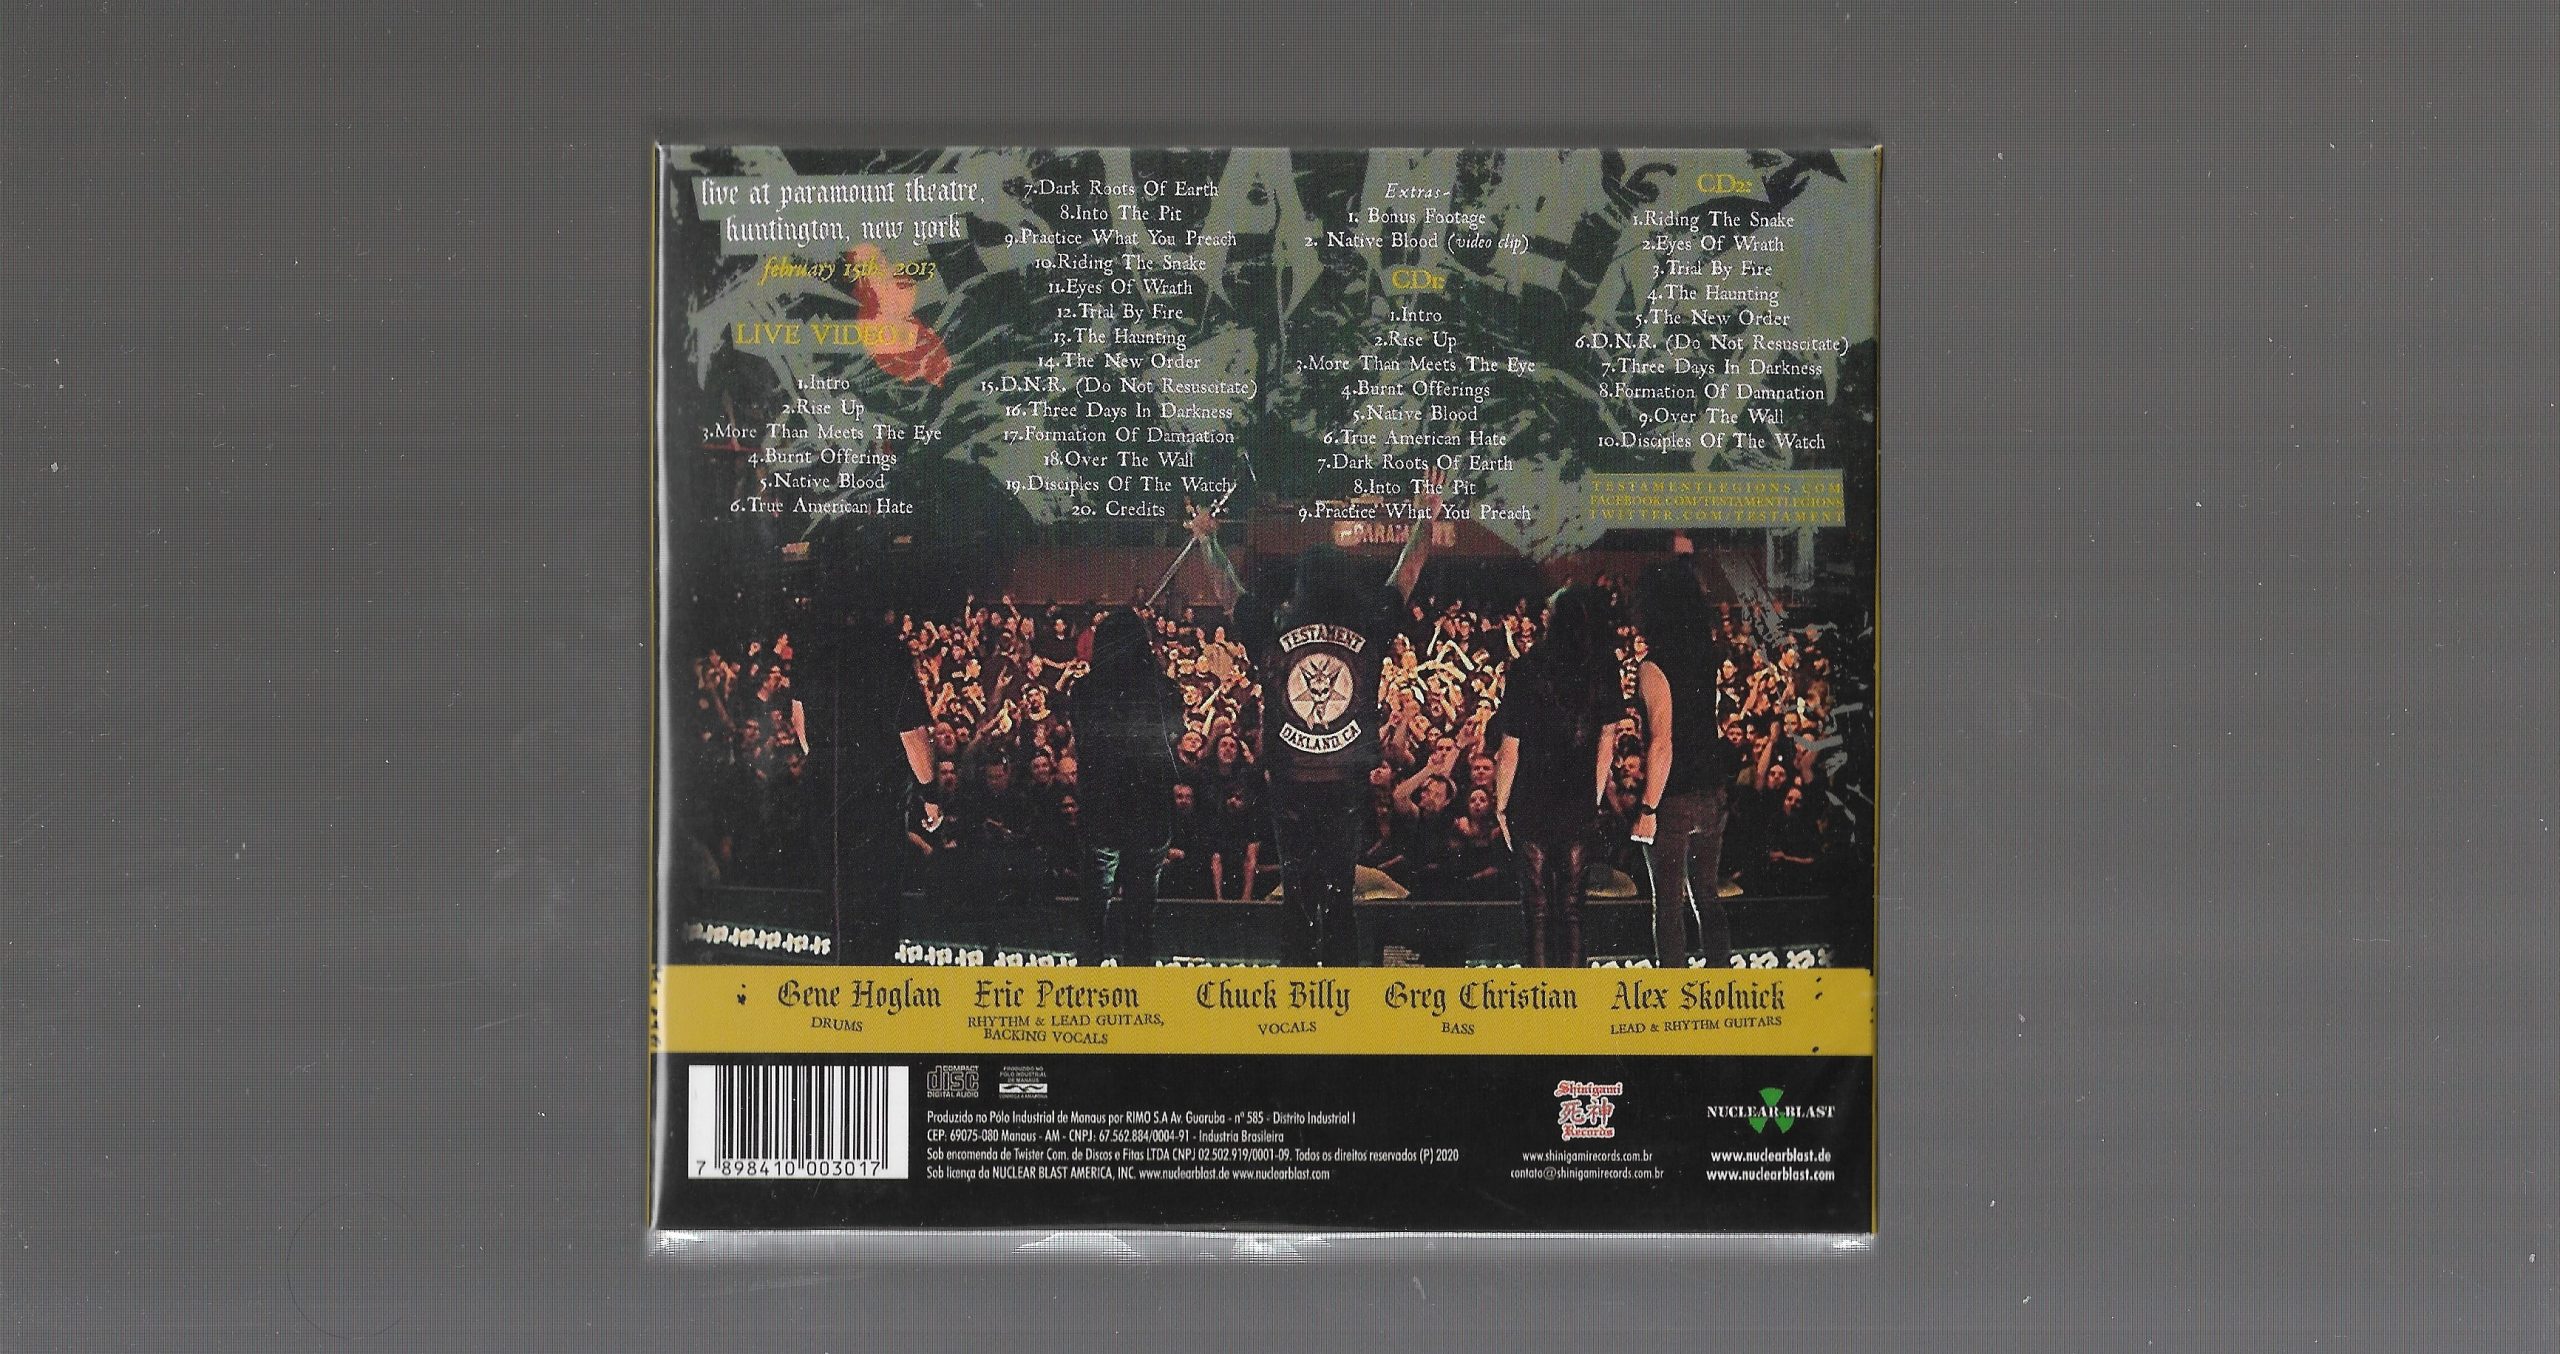 live at paramount theatre,
huntington, new york
february 15th, 2013
LIVE VIDEO:
1.Intro
2.Rise Up
3.More Than Meets The Eye
4.Burnt Offerings
5.Native Blood
6.True American Hate
7.Dark Roots Of Earth
8.Into The Pit
9.Practice What You Preach
10.Riding The Snake
11.Eyes Of Wrath
12.Trial By Fire
13.The Haunting
14.The New Order
15.D.N.R. (Do Not Resuscitate)
16.Three Days In Darkness
17.Formation Of Damnation
18.Over The Wall
19.Disciples Of The Watch
20. Credits
Extras-
1. Bonus Footage
2. Native Blood (video clip)
CD1:
1.Intro
2.Rise Up
3.More Than Meets The Eye
4.Burnt Offerings
5.Native Blood
6.True American Hate
7.Dark Roots Of Earth
8.Into The Pit
9.Practice What You Preach
CD2:
1.Riding The Snake
2.Eyes Of Wrath
3.Trial By Fire
4.The Haunting
5.The New Order
6.D.N.R. (Do Not Resuscitate)
7.Three Days In Darkness
8.Formation Of Damnation
9.Over The Wall
10.Disciples Of The Watch
TESTAMENTLEGIONS.COM
FACEBOOK.COM/TESTAMENTLEGIONS
TWITTER.COM/TESTAMENT
PARAMOUNT
TESTAMENT
OAKLAND, CA
Gene Hoglan
DRUMS
Eric Peterson
RHYTHM & LEAD GUITARS,
BACKING VOCALS
Chuck Billy
VOCALS
Greg Christian
BASS
Alex Skolnick
LEAD & RHYTHM GUITARS
7 898410 003017
COMPACT
disc
DIGITAL AUDIO
PRODUZIDO NO
PÓLO INDUSTRIAL
DE MANAUS
CONHEÇA A AMAZÔNIA
Produzido no Pólo Industrial de Manaus por RIMO S.A Av. Guaruba - nº 585 - Distrito Industrial I
CEP: 69075-080 Manaus - AM - CNPJ: 67.562.884/0004-91 - Industria Brasileira
Sob encomenda de Twister Com. de Discos e Fitas LTDA CNPJ 02.502.919/0001-09. Todos os direitos reservados (P) 2020
Sob licença da NUCLEAR BLAST AMERICA, INC. www.nuclearblast.de www.nuclearblast.com
Shinigami
死神
Records
www.shinigamirecords.com.br
contato@shinigamirecords.com.br
NUCLEAR BLAST
www.nuclearblast.de
www.nuclearblast.com